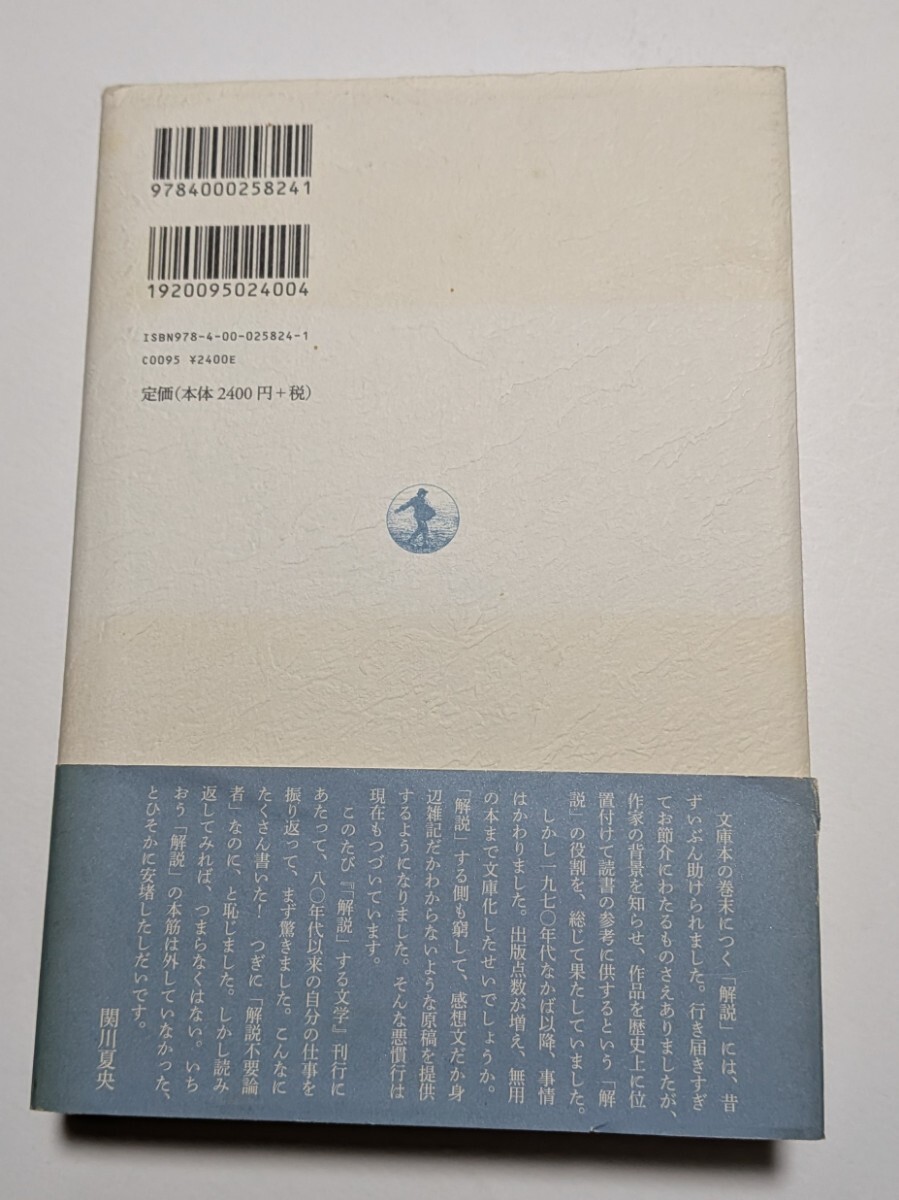 9784000258241
1920095024004
ISBN978-4-00-025824-1
C0095 ¥2400E
定価(本体 2400 円+税)
文庫本の巻末につく「解説」には、昔
ずいぶん助けられました。行き届きすぎ
てお節介にわたるものさえありましたが、
作家の背景を知らせ、作品を歴史上に位
置付けて読書の参考に供するという「解
説」の役割を、総じて果たしていました。
しかし一九七〇年代なかば以降、事情
はかわりました。出版点数が増え、無用
の本まで文庫化したせいでしょうか。
「解説」する側も窮して、感想文だか身
辺雑記だかわからないような原稿を提供
するようになりました。そんな悪慣行は
現在もつづいています。
このたび『「解説」する文学』刊行に
あたって、八〇年代以来の自分の仕事を
振り返って、まず驚きました。こんなに
たくさん書いた! つぎに「解説不要論
者」なのに、と恥じました。しかし読み
返してみれば、つまらなくはない。いち
おう「解説」の本筋は外していなかった、
とひそかに安堵したしだいです。
関川夏央